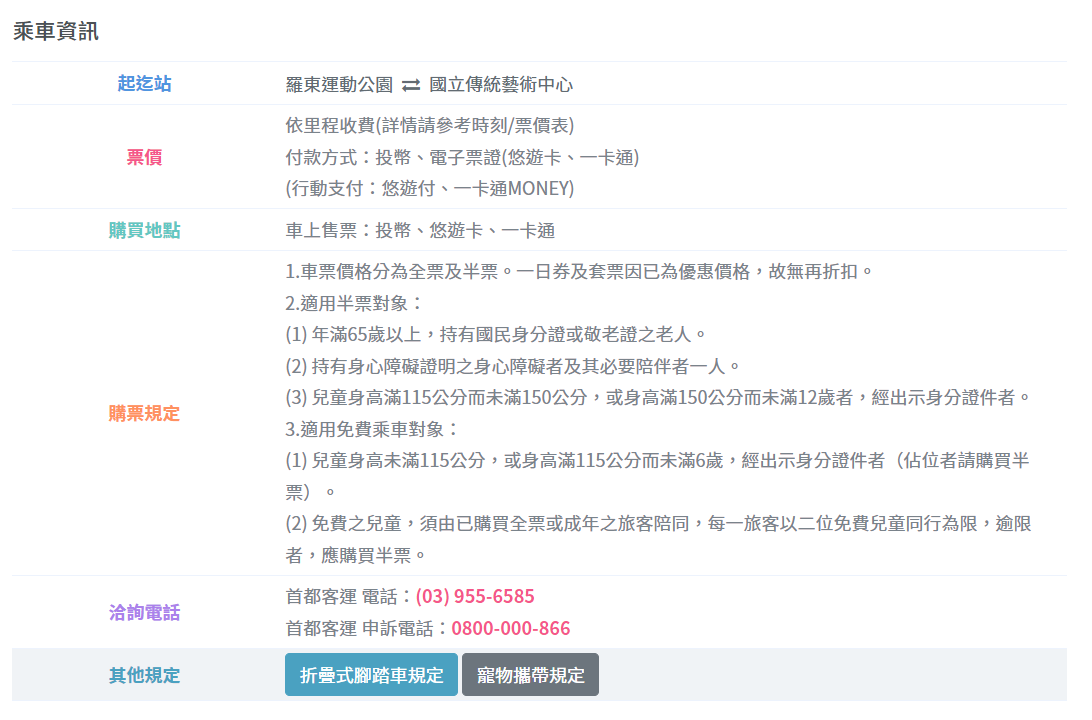 乘車資訊
起迄站
羅東運動公園 ⇌ 國立傳統藝術中心
票價
依里程收費(詳情請參考時刻/票價表)
付款方式：投幣、電子票證(悠遊卡、一卡通)
(行動支付：悠遊付、一卡通MONEY)
購買地點
車上售票：投幣、悠遊卡、一卡通
購票規定
1.車票價格分為全票及半票。一日券及套票因已為優惠價格，故無再折扣。
2.適用半票對象：
(1) 年滿65歲以上，持有國民身分證或敬老證之老人。
(2) 持有身心障礙證明之身心障礙者及其必要陪伴者一人。
(3) 兒童身高滿115公分而未滿150公分，或身高滿150公分而未滿12歲者，經出示身分證件者。
3.適用免費乘車對象：
(1) 兒童身高未滿115公分，或身高滿115公分而未滿6歲，經出示身分證件者（佔位者請購買半
票）。
(2) 免費之兒童，須由已購買全票或成年之旅客陪同，每一旅客以二位免費兒童同行為限，逾限
者，應購買半票。
洽詢電話
首都客運 電話：(03) 955-6585
首都客運 申訴電話：0800-000-866
其他規定
折疊式腳踏車規定 寵物攜帶規定